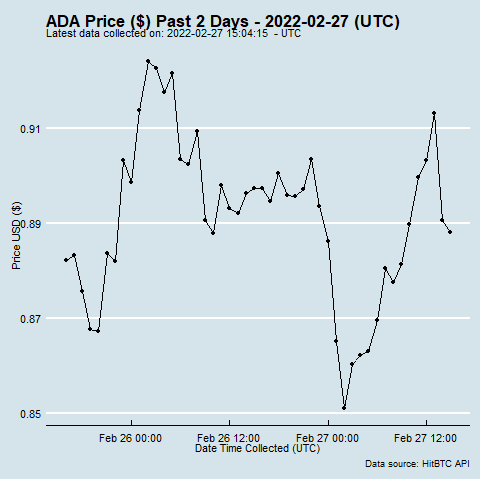 ADA Price ($) Past 2 Days - 2022-02-27 (UTC)
Latest data collected on: 2022-02-27 15:04:15 - UTC
0.91
0.89
0.87
0.85
Price USD ($)
Feb 26 00:00 Feb 26 12:00 Feb 27 00:00 Feb 27 12:00
Date Time Collected (UTC)
Data source: HitBTC API